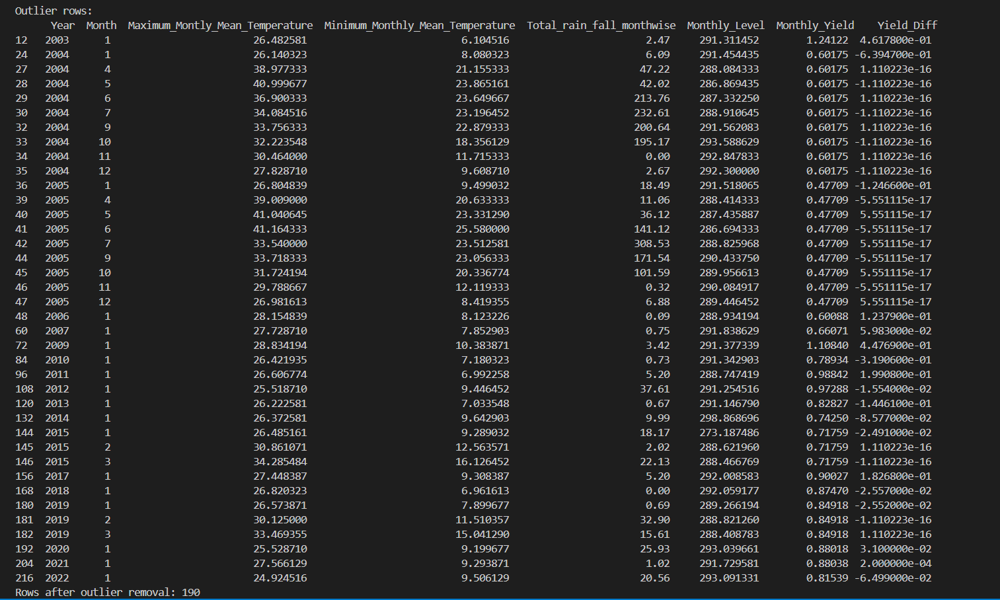 Outlier rows:
Year Month Maximum_Montly_Mean_Temperature Minimum_Monthly_Mean_Temperature Total_rain_fall_monthwise Monthly_Level Monthly_Yield Yield_Diff
12 2003 1 26.482581 6.104516 2.47 291.311452 1.24122 4.617800e-01
24 2004 1 26.140323 8.080323 6.09 291.454435 0.60175 -6.394700e-01
27 2004 4 38.977333 21.155333 47.22 288.084333 0.60175 1.110223e-16
28 2004 5 40.999677 23.865161 42.02 286.869435 0.60175 -1.110223e-16
29 2004 6 36.900333 23.649667 213.76 287.332250 0.60175 1.110223e-16
30 2004 7 34.084516 23.196452 232.61 288.910645 0.60175 -1.110223e-16
32 2004 9 33.756333 22.879333 200.64 291.562083 0.60175 1.110223e-16
33 2004 10 32.223548 18.356129 195.17 293.588629 0.60175 -1.110223e-16
34 2004 11 30.464000 11.715333 0.00 292.847833 0.60175 1.110223e-16
35 2004 12 27.828710 9.608710 2.67 292.300000 0.60175 -1.110223e-16
36 2005 1 26.804839 9.499032 18.49 291.518065 0.47709 -1.246600e-01
39 2005 4 39.009000 20.633333 11.06 288.414333 0.47709 -5.551115e-17
40 2005 5 41.040645 23.331290 36.12 287.435887 0.47709 5.551115e-17
41 2005 6 41.164333 25.580000 141.12 286.694333 0.47709 -5.551115e-17
42 2005 7 33.540000 23.512581 308.53 288.825968 0.47709 5.551115e-17
44 2005 9 33.718333 23.056333 171.54 290.433750 0.47709 -5.551115e-17
45 2005 10 31.724194 20.336774 101.59 289.956613 0.47709 5.551115e-17
46 2005 11 29.788667 12.119333 0.32 290.084917 0.47709 -5.551115e-17
47 2005 12 26.981613 8.419355 6.88 289.446452 0.47709 5.551115e-17
48 2006 1 28.154839 8.123226 0.09 288.934194 0.60088 1.237900e-01
60 2007 1 27.728710 7.852903 0.75 291.838629 0.66071 5.983000e-02
72 2009 1 28.834194 10.383871 3.42 291.377339 1.10840 4.476900e-01
84 2010 1 26.421935 7.180323 0.73 291.342903 0.78934 -3.190600e-01
96 2011 1 26.606774 6.992258 5.20 288.747419 0.98842 1.990800e-01
108 2012 1 25.518710 9.446452 37.61 291.254516 0.97288 -1.554000e-02
120 2013 1 26.222581 7.033548 0.67 291.146790 0.82827 -1.446100e-01
132 2014 1 26.372581 9.642903 9.99 298.868696 0.74250 -8.577000e-02
144 2015 1 26.485161 9.289032 18.17 273.187486 0.71759 -2.491000e-02
145 2015 2 30.861071 12.563571 2.02 288.621960 0.71759 1.110223e-16
146 2015 3 34.285484 16.126452 22.13 288.466769 0.71759 -1.110223e-16
156 2017 1 27.448387 9.308387 5.20 292.008583 0.90027 1.826800e-01
168 2018 1 26.820323 6.961613 0.00 292.059177 0.87470 -2.557000e-02
180 2019 1 26.573871 7.899677 0.69 289.266194 0.84918 -2.552000e-02
181 2019 2 30.125000 11.510357 32.90 288.821260 0.84918 -1.110223e-16
182 2019 3 33.469355 15.041290 15.61 288.408783 0.84918 1.110223e-16
192 2020 1 25.528710 9.199677 25.93 293.039661 0.88018 3.100000e-02
204 2021 1 27.566129 9.293871 1.02 291.729581 0.88038 2.000000e-04
216 2022 1 24.924516 9.506129 20.56 293.091331 0.81539 -6.499000e-02
Rows after outlier removal: 190